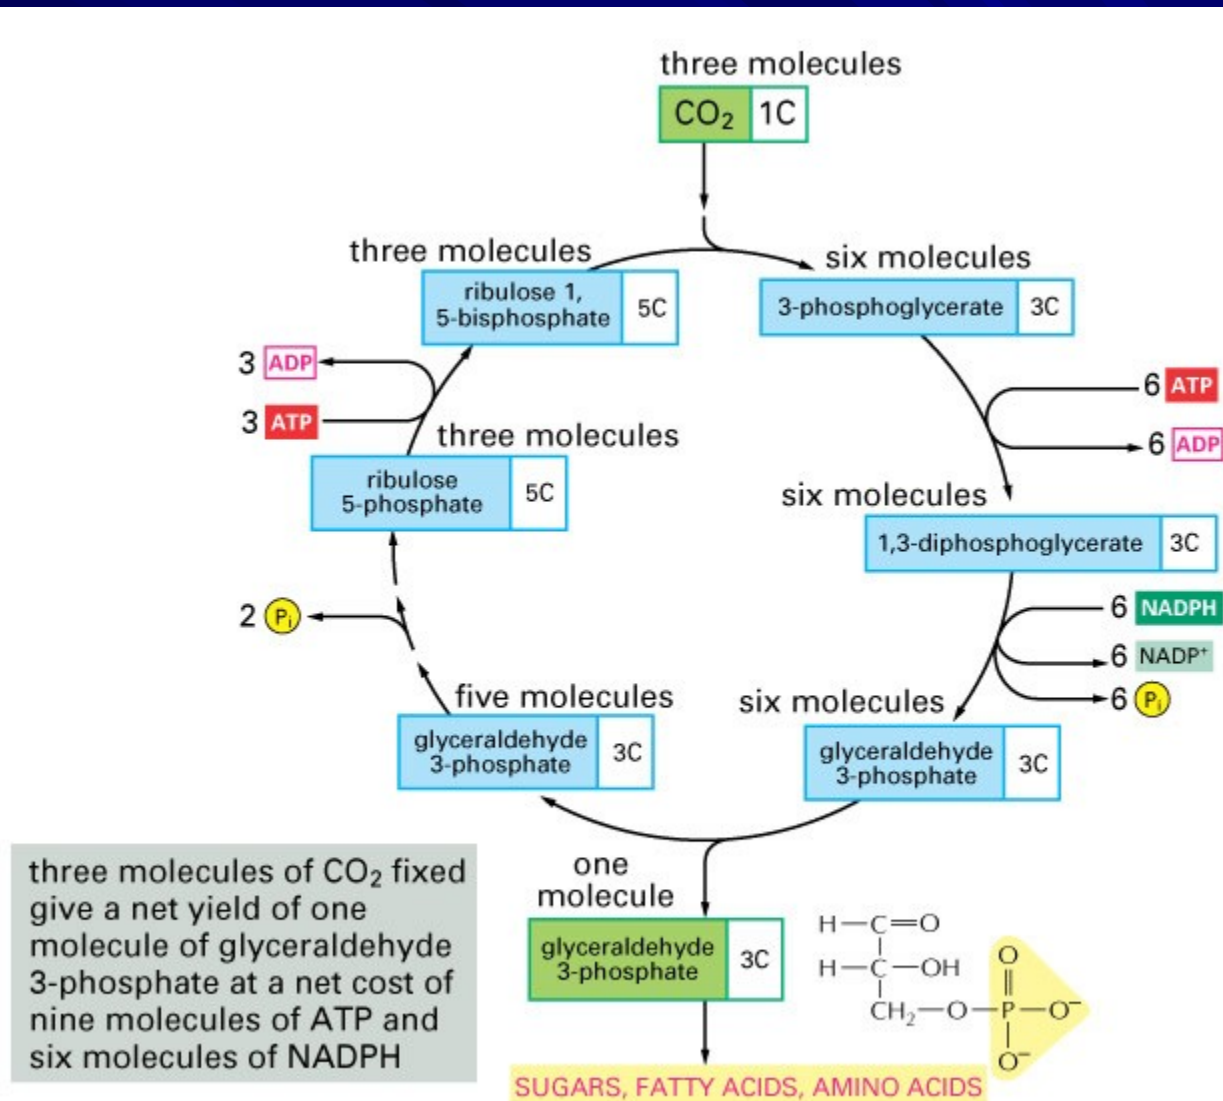 three molecules
CO₂ 1C
three molecules
ribulose 1,
5-bisphosphate
5C
six molecules
3-phosphoglycerate 3C
3 ADP
3 ATP
6 ATP
6 ADP
three molecules
ribulose
5-phosphate
5C
six molecules
1,3-diphosphoglycerate 3C
6 NADPH
6 NADP⁺
6 Pᵢ
2 Pᵢ
five molecules
glyceraldehyde
3-phosphate
3C
six molecules
glyceraldehyde
3-phosphate
3C
one
molecule
glyceraldehyde
3-phosphate
3C
H—C=O
H—C—OH
CH₂—O—P—O⁻
O
O⁻
SUGARS, FATTY ACIDS, AMINO ACIDS
three molecules of CO₂ fixed
give a net yield of one
molecule of glyceraldehyde
3-phosphate at a net cost of
nine molecules of ATP and
six molecules of NADPH